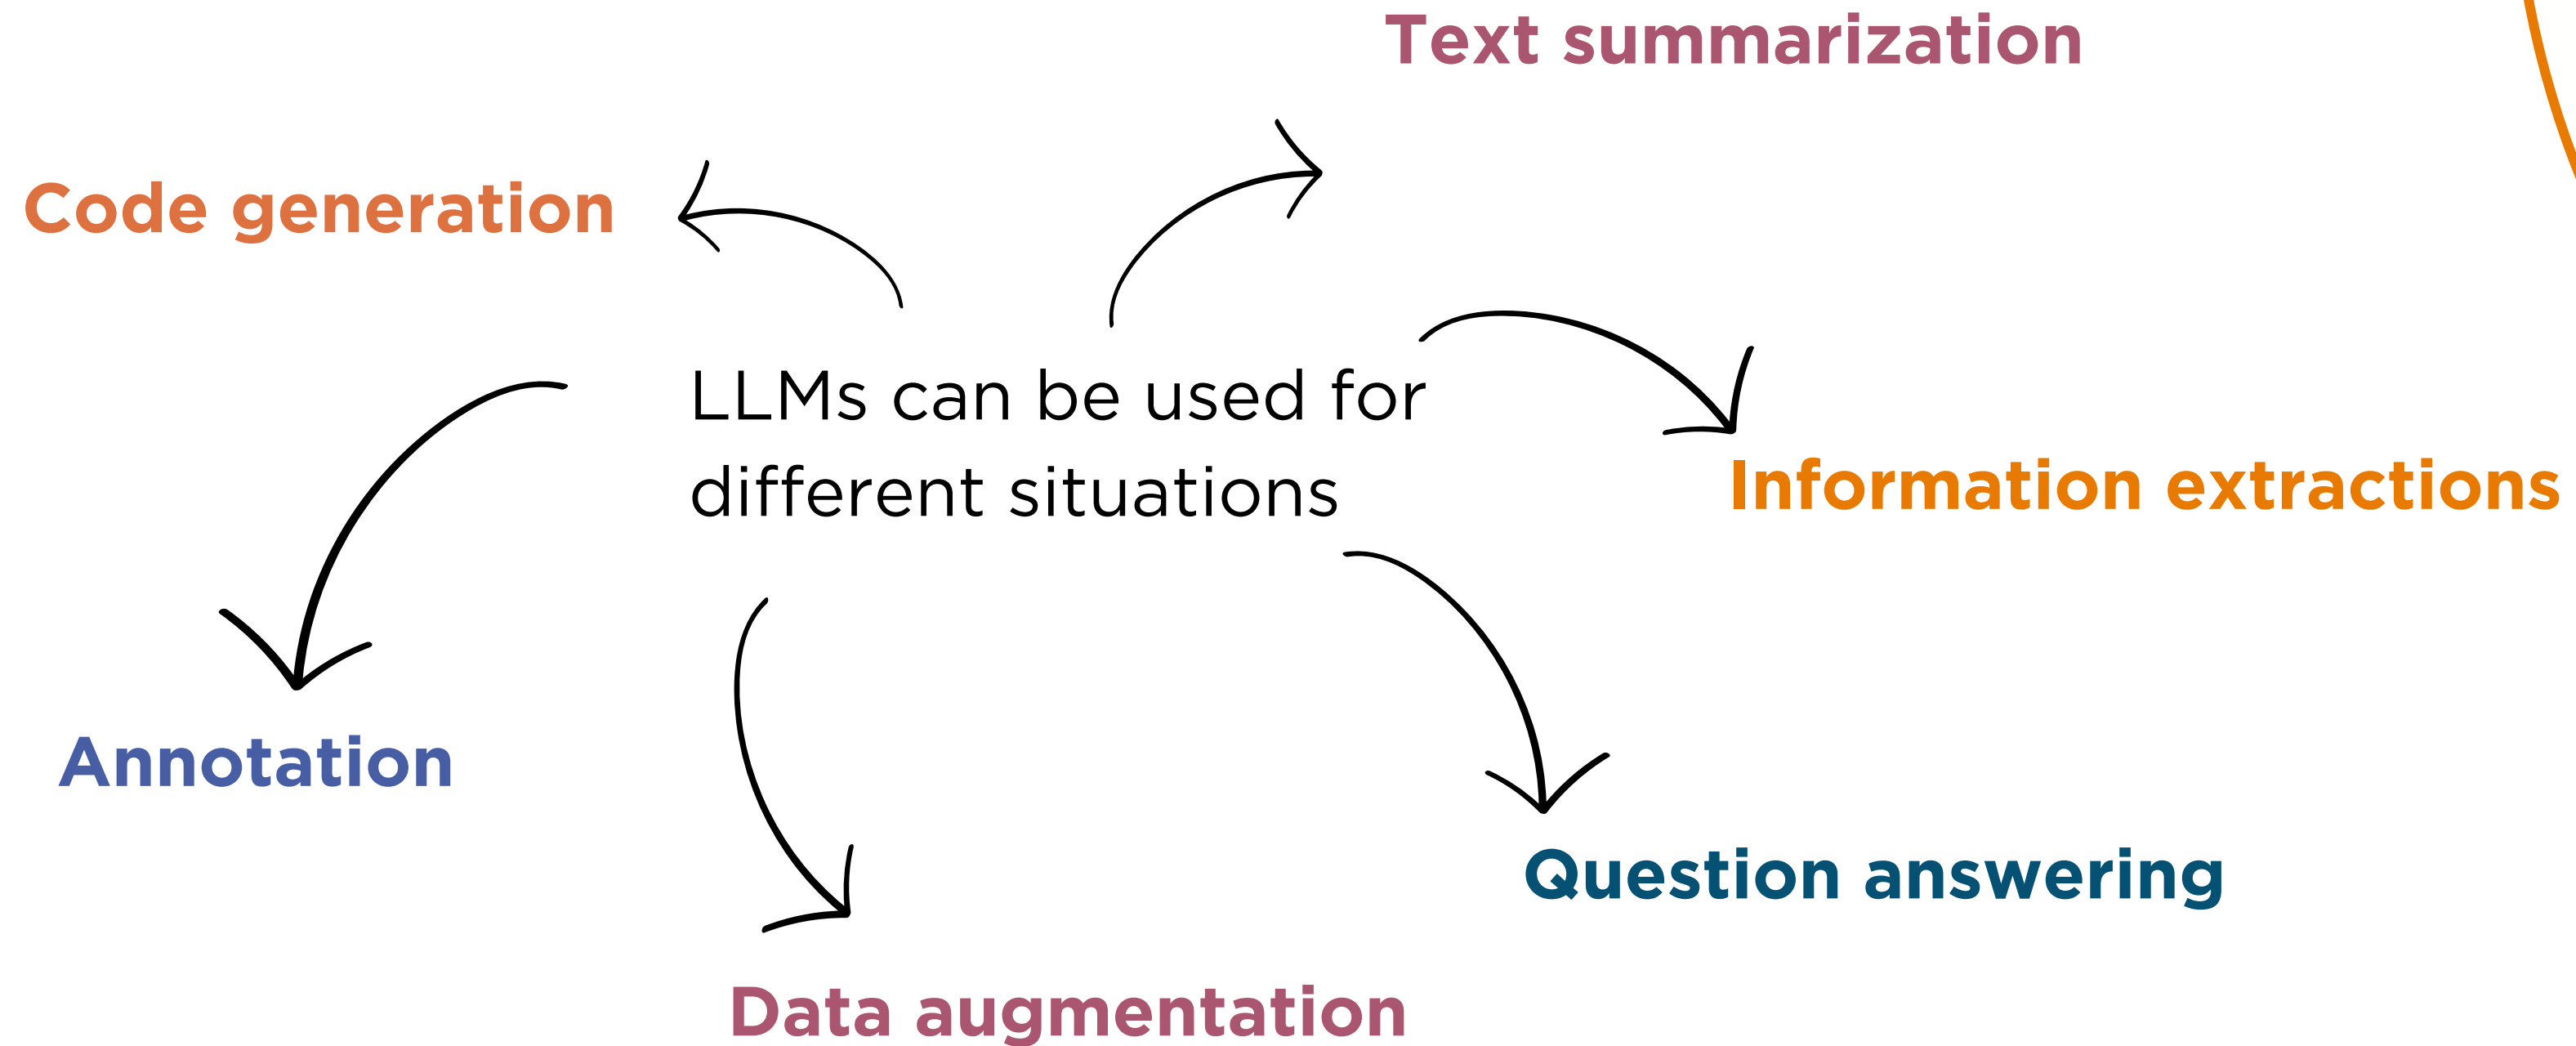 Text summarization
Code generation
LLMs can be used for
different situations
Information extractions
Annotation
Question answering
Data augmentation